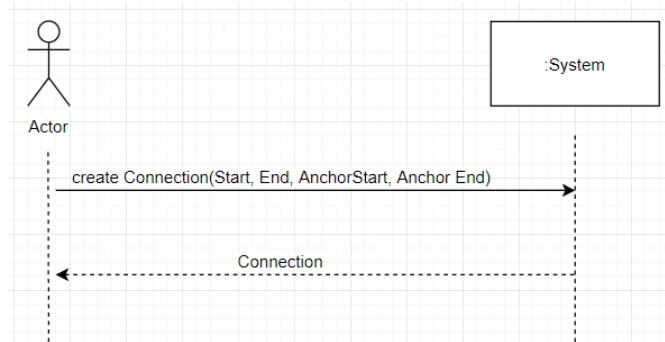 :System
Actor
create Connection(Start, End, AnchorStart, Anchor End)
Connection